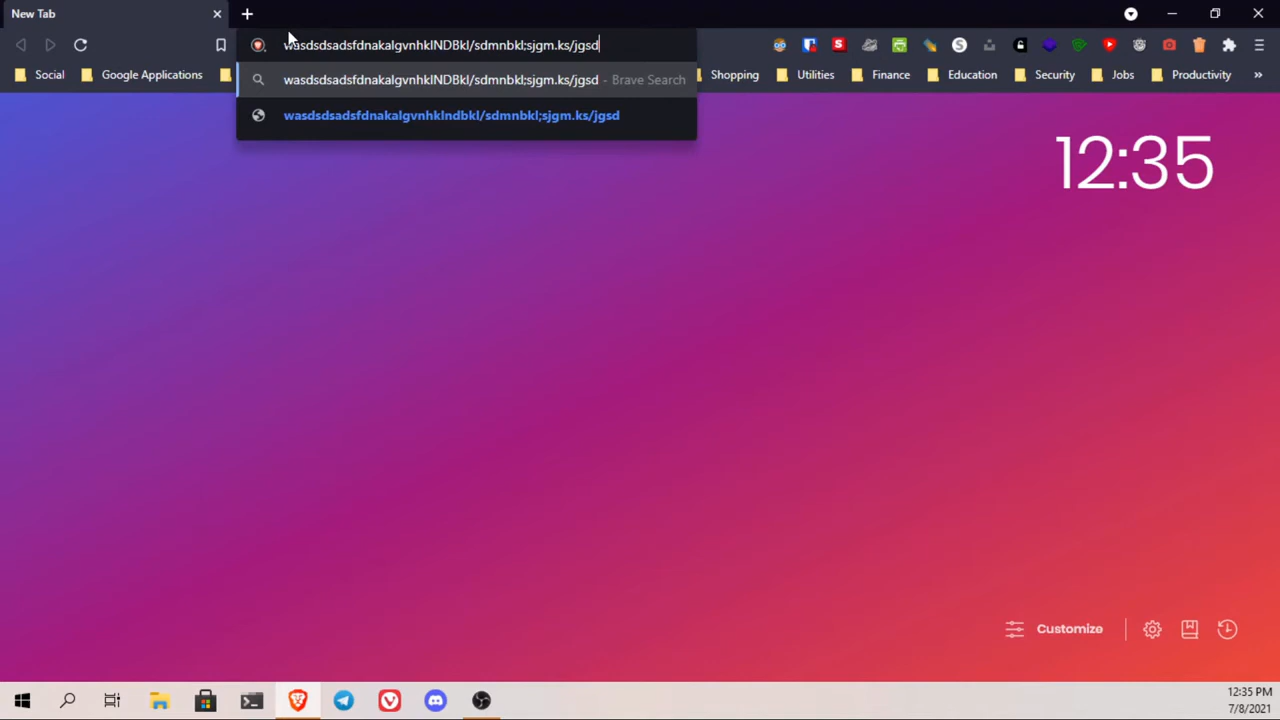 New Tab
wasdsdsadsfdnakalgvnhklNDBkl/sdmnbkl;sjgm.ks/jgsd
Social
Google Applications
Shopping
Utilities
Finance
Education
Security
Jobs
Productivity
wasdsdsadsfdnakalgvnhklNDBkl/sdmnbkl;sjgm.ks/jgsd - Brave Search
wasdsdsadsfdnakalgvnhklndbkl/sdmnbkl;sjgm.ks/jgsd
12:35
Customize
12:35 PM
7/8/2021